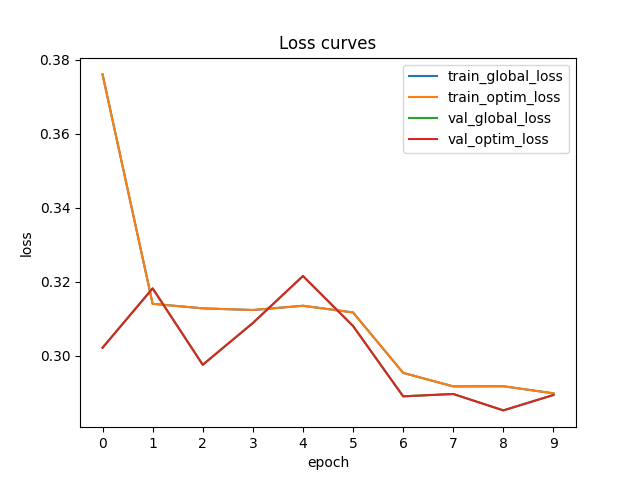 Loss curves
train_global_loss
train_optim_loss
val_global_loss
val_optim_loss
0.38
0.36
0.34
0.32
0.30
loss
0 1 2 3 4 5 6 7 8 9
epoch